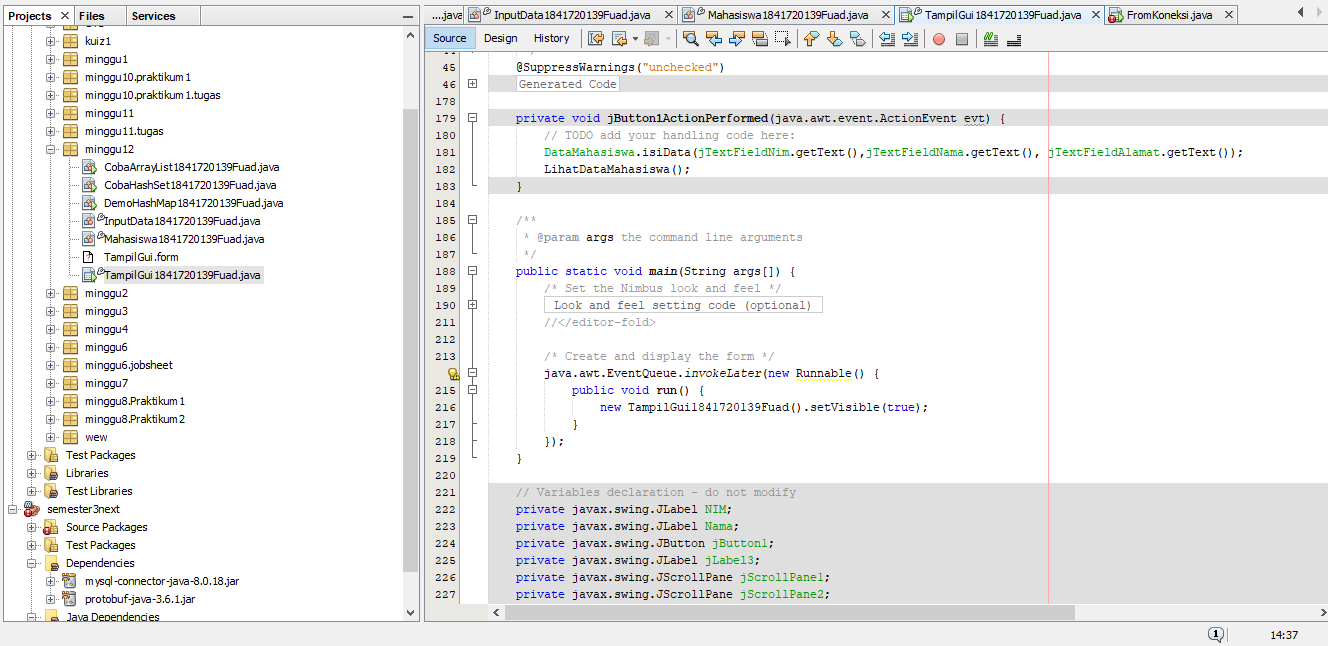 Projects
Files
Services
kuiz1
minggu1
minggu10.praktikum1
minggu10.praktikum1.tugas
minggu11
minggu11.tugas
minggu12
CobaArrayList1841720139Fuad.java
CobaHashSet1841720139Fuad.java
DemoHashMap1841720139Fuad.java
InputData1841720139Fuad.java
Mahasiswa1841720139Fuad.java
TampilGui.form
TampilGui1841720139Fuad.java
minggu2
minggu3
minggu4
minggu6
minggu6.jobsheet
minggu7
minggu8.Praktikum1
minggu8.Praktikum2
wew
Test Packages
Libraries
Test Libraries
semester3next
Source Packages
Test Packages
Dependencies
mysql-connector-java-8.0.18.jar
protobuf-java-3.6.1.jar
Java Dependencies
....java
InputData1841720139Fuad.java
Mahasiswa1841720139Fuad.java
TampilGui1841720139Fuad.java
FromKoneksi.java
Source
Design
History
45 @SuppressWarnings("unchecked")
46 Generated Code
178
179 private void jButton1ActionPerformed(java.awt.event.ActionEvent evt) {
180 // TODO add your handling code here:
181 DataMahasiswa.isiData(jTextFieldNim.getText(),jTextFieldNama.getText(), jTextFieldAlamat.getText());
182 LihatDataMahasiswa();
183 }
184
185 /**
186 * @param args the command line arguments
187 */
188 public static void main(String args[]) {
189 /* Set the Nimbus look and feel */
190 Look and feel setting code (optional)
211 //</editor-fold>
212
213 /* Create and display the form */
java.awt.EventQueue.invokeLater(new Runnable() {
215 public void run() {
216 new TampilGui1841720139Fuad().setVisible(true);
217 }
218 });
219 }
220
221 // Variables declaration - do not modify
222 private javax.swing.JLabel NIM;
223 private javax.swing.JLabel Nama;
224 private javax.swing.JButton jButton1;
225 private javax.swing.JLabel jLabel3;
226 private javax.swing.JScrollPane jScrollPane1;
227 private javax.swing.JScrollPane jScrollPane2;
1
14:37